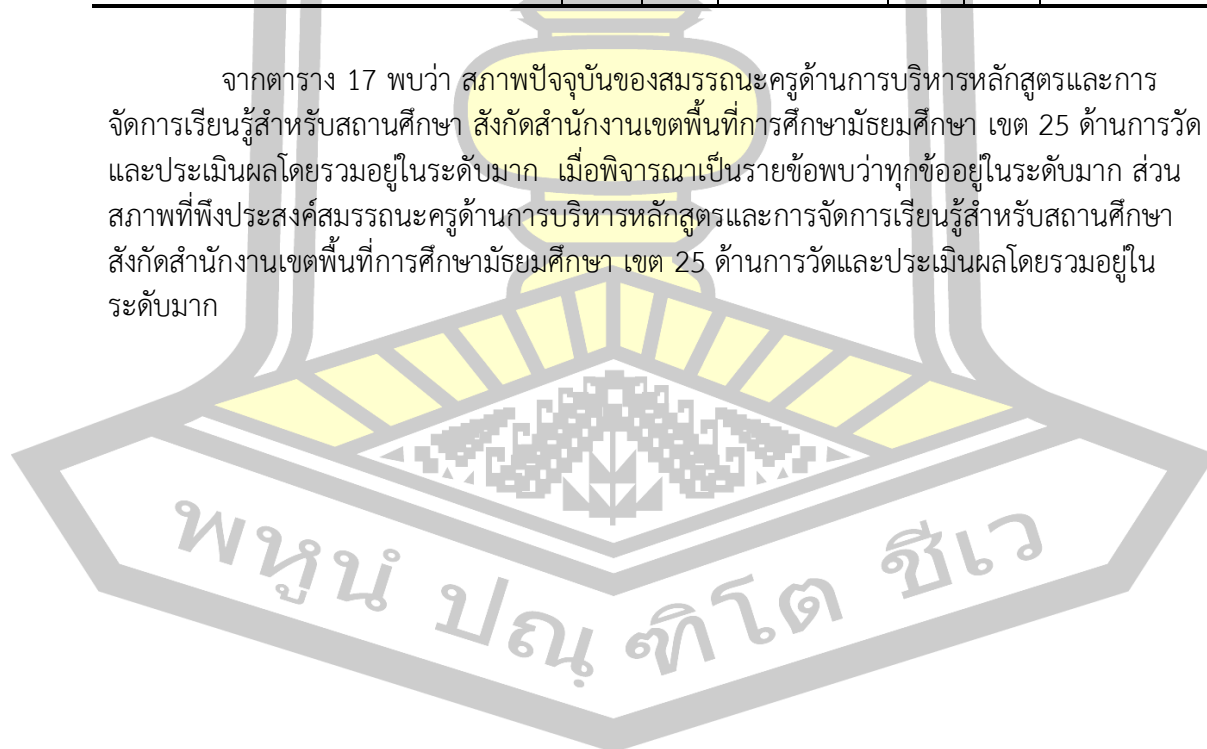 จากตาราง 17 พบว่า สภาพปัจจุบันของสมรรถนะครูด้านการบริหารหลักสูตรและการ
จัดการเรียนรู้สำหรับสถานศึกษา สังกัดสำนักงานเขตพื้นที่การศึกษามัธยมศึกษา เขต 25 ด้านการวัด
และประเมินผลโดยรวมอยู่ในระดับมาก เมื่อพิจารณาเป็นรายข้อพบว่าทุกข้ออยู่ในระดับมาก ส่วน
สภาพที่พึงประสงค์สมรรถนะครูด้านการบริหารหลักสูตรและการจัดการเรียนรู้สำหรับสถานศึกษา
สังกัดสำนักงานเขตพื้นที่การศึกษามัธยมศึกษา เขต 25 ด้านการวัดและประเมินผลโดยรวมอยู่ใน
ระดับมาก
พหูนํ ปณฺฑิโต ชีเว